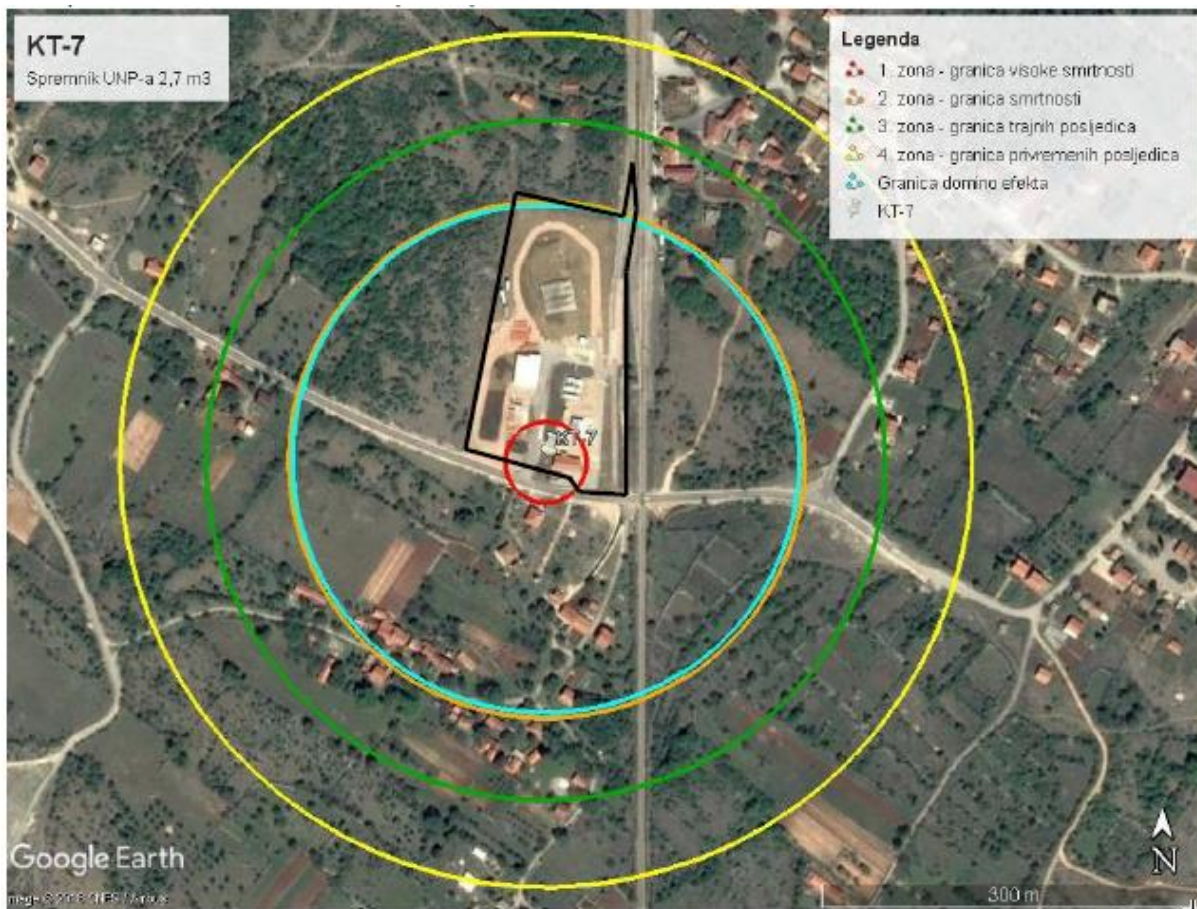 KT-7
Spremnik UNP-a 2,7 m3
Legenda
1. zona - granica visoke smrtnosti
2. zona - granica smrtnosti
3. zona - granica trajnih posljedica
4. zona - granica privremenih posljedica
Granica domino efekta
KT-7
KT-7
Google Earth
N
300 m